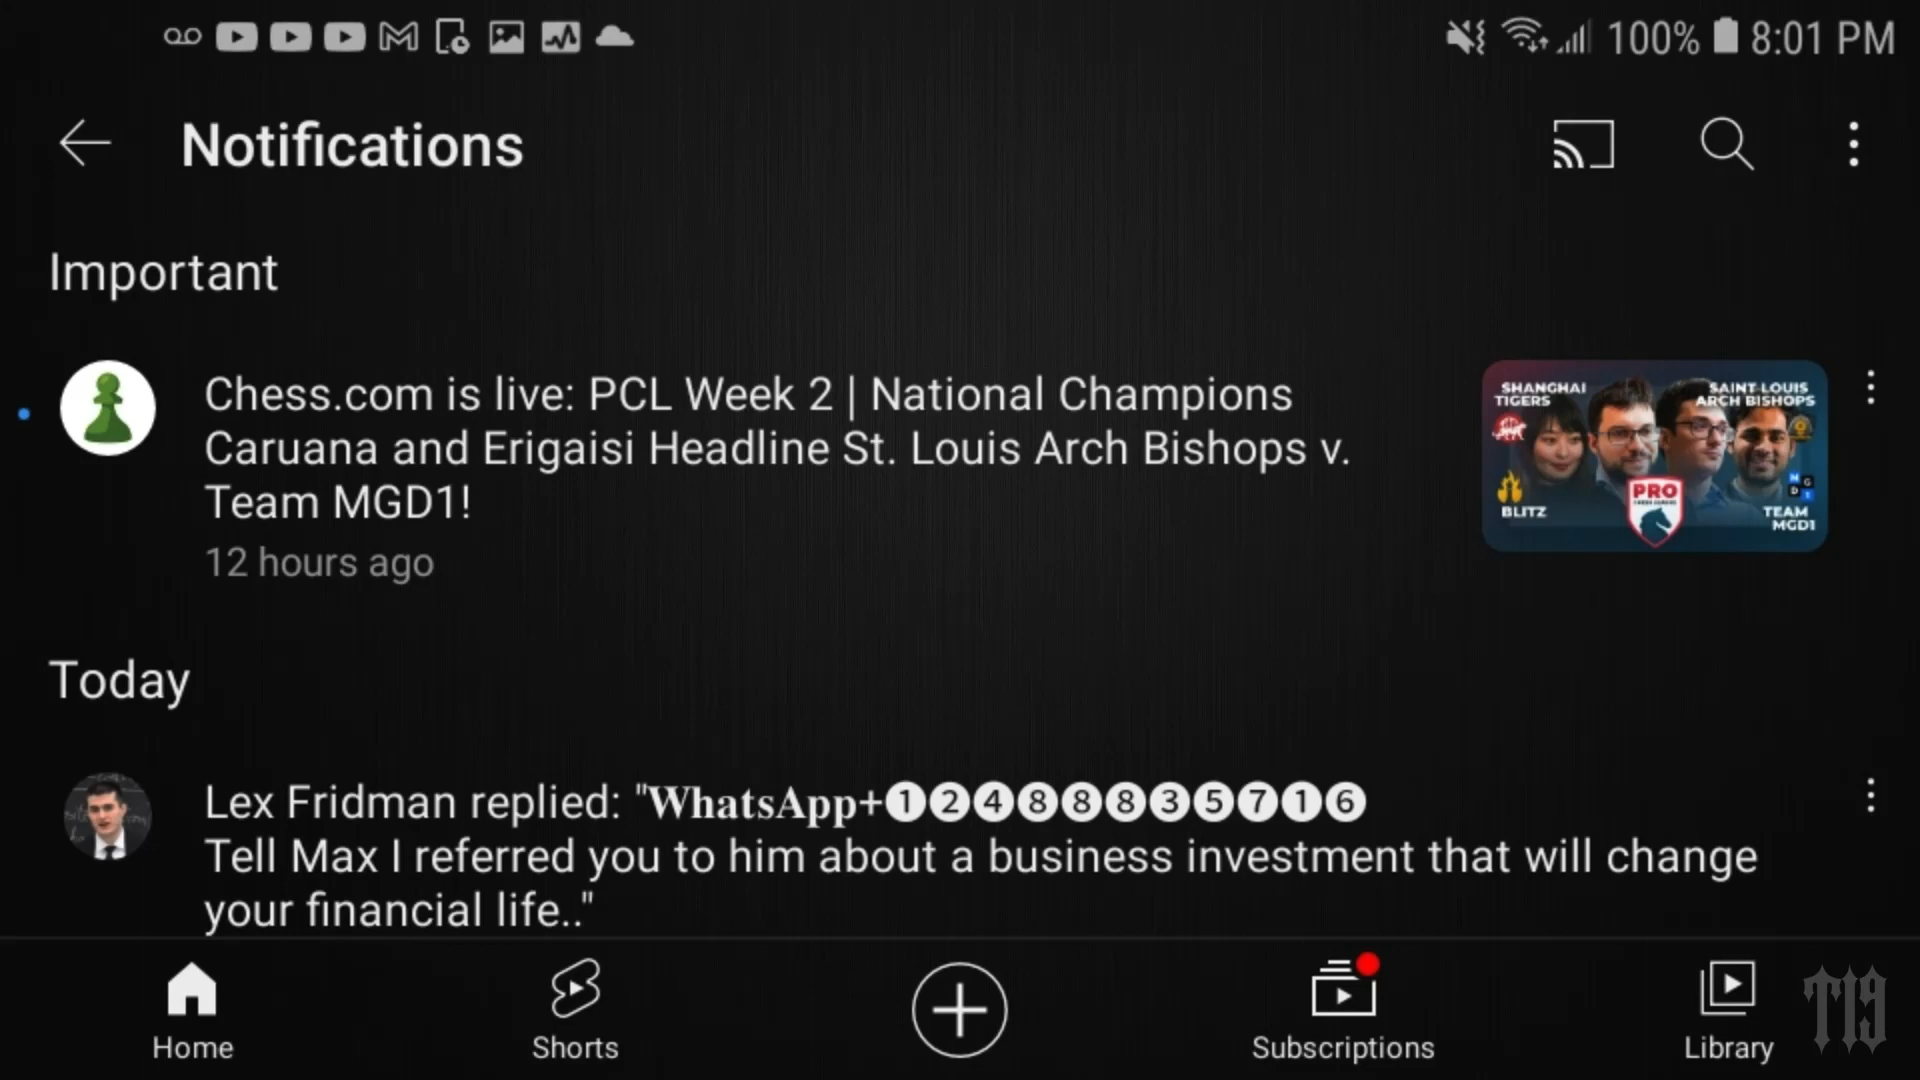 100% 8:01 PM
Notifications
Important
Chess.com is live: PCL Week 2 | National Champions
Caruana and Erigaisi Headline St. Louis Arch Bishops v.
Team MGD1!
12 hours ago
SHANGHAI
TIGERS
SAINT LOUIS
ARCH BISHOPS
BLITZ
PRO
TEAM
MGD1
Today
Lex Fridman replied: "𝐖𝐡𝐚𝐭𝐬𝐀𝐩𝐩+❶❷❹❽❽❽❸❺❼❶❻
Tell Max I referred you to him about a business investment that will change
your financial life.."
Home
Shorts
Subscriptions
Library
T19